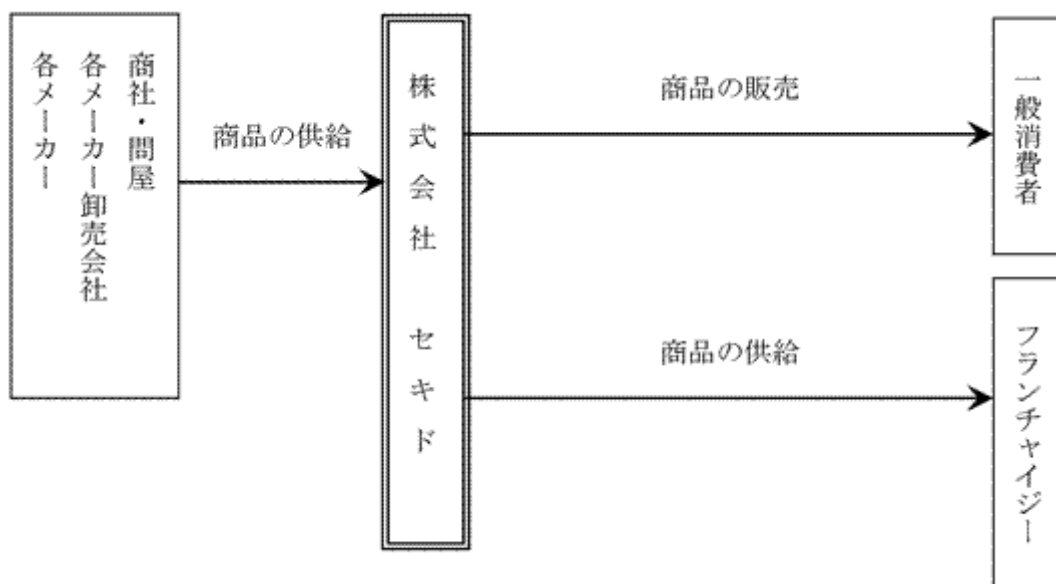 商社・問屋
各メーカー卸売会社
各メーカー
商品の供給
株式会社 セキド
商品の販売
一般消費者
商品の供給
フランチャイジー